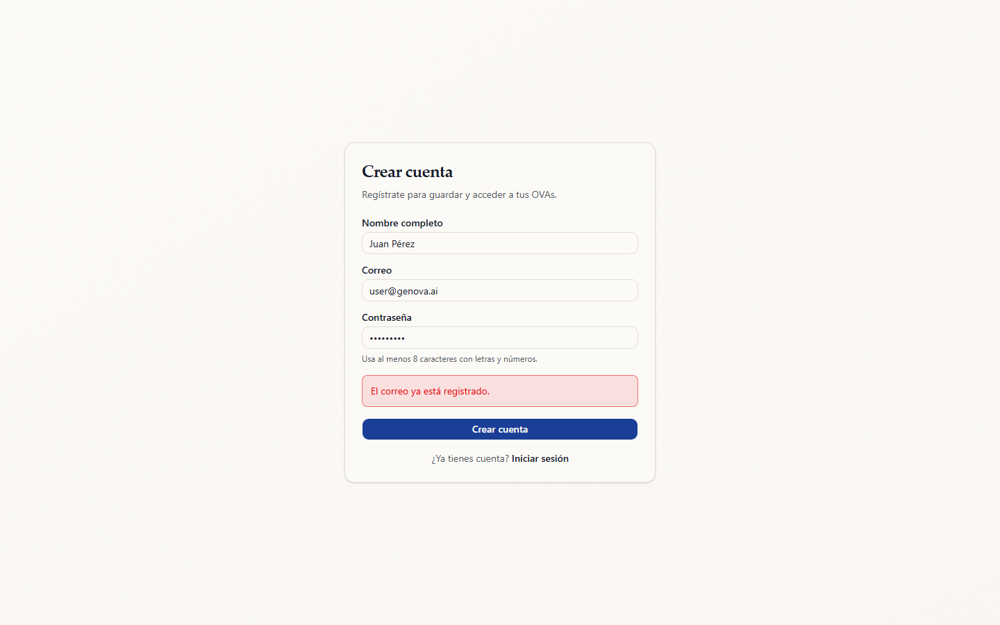 Crear cuenta
Regístrate para guardar y acceder a tus OVAs.
Nombre completo
Juan Pérez
Correo
user@genova.ai
Contraseña
•••••••••
Usa al menos 8 caracteres con letras y números.
El correo ya está registrado.
Crear cuenta
¿Ya tienes cuenta? Iniciar sesión